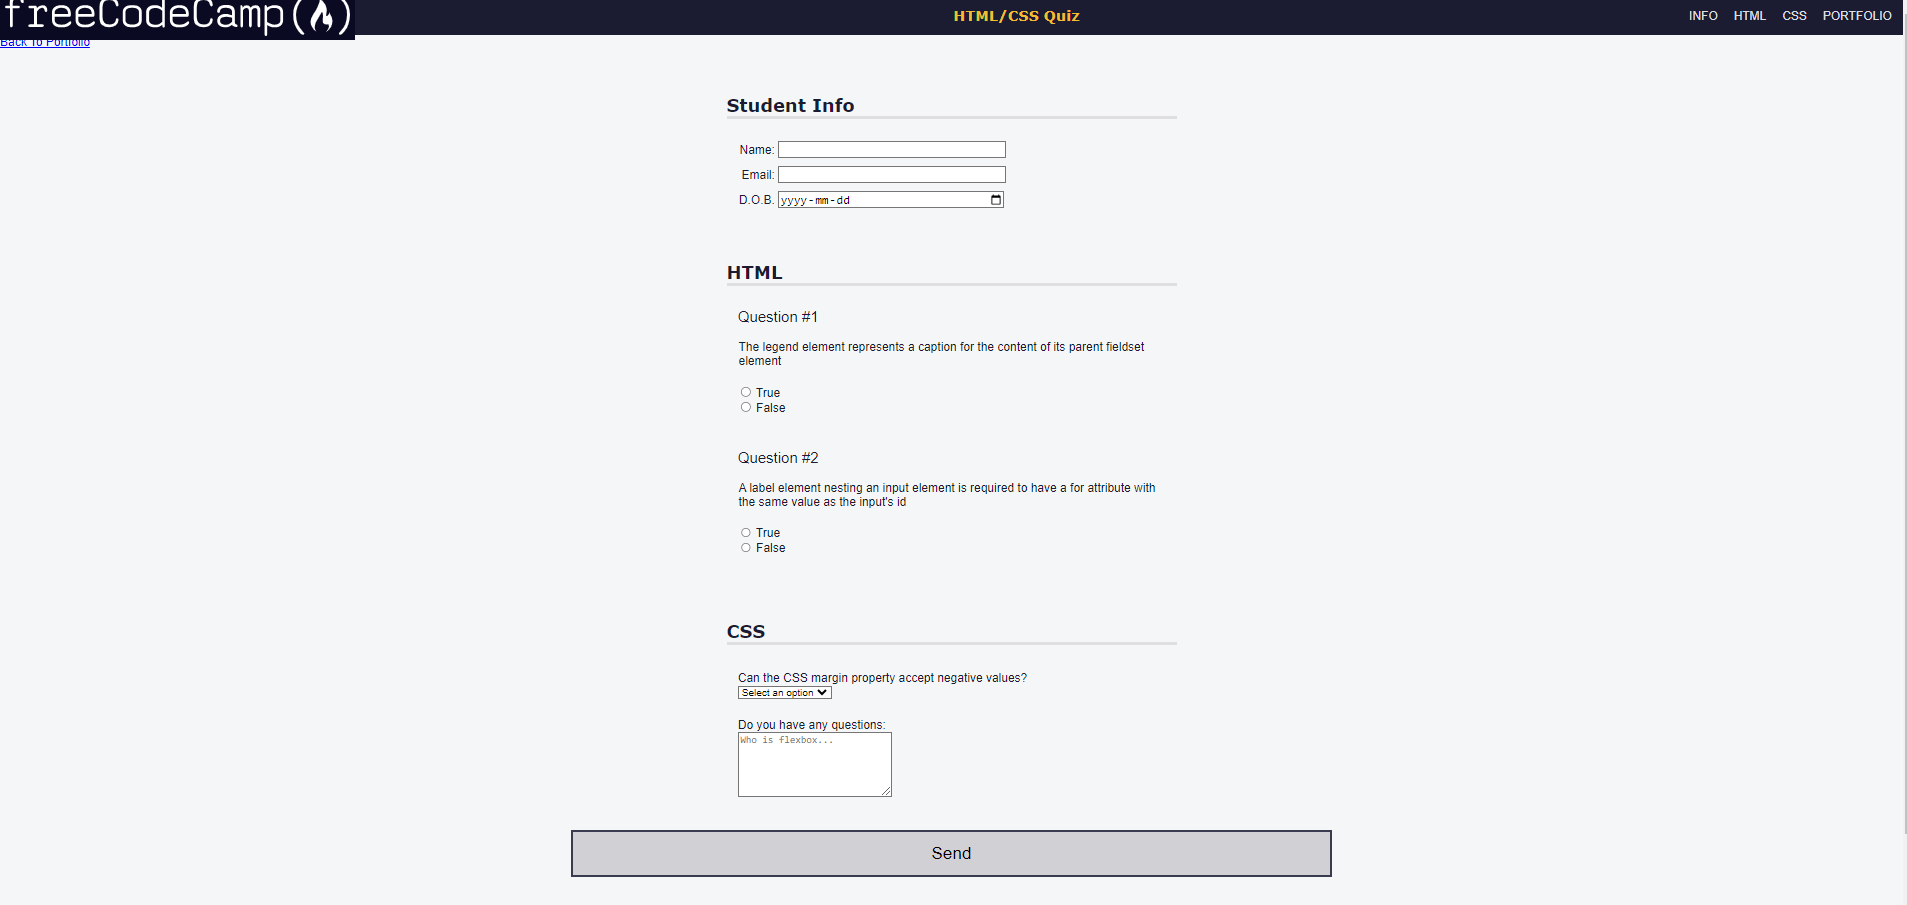 freeCodeCamp(🔥)
HTML/CSS Quiz
INFO HTML CSS PORTFOLIO
Back To Portfolio
Student Info
Name:
Email:
D.O.B. yyyy-mm-dd
HTML
Question #1
The legend element represents a caption for the content of its parent fieldset
element
True
False
Question #2
A label element nesting an input element is required to have a for attribute with
the same value as the input's id
True
False
CSS
Can the CSS margin property accept negative values?
Select an option
Do you have any questions:
Who is flexbox...
Send